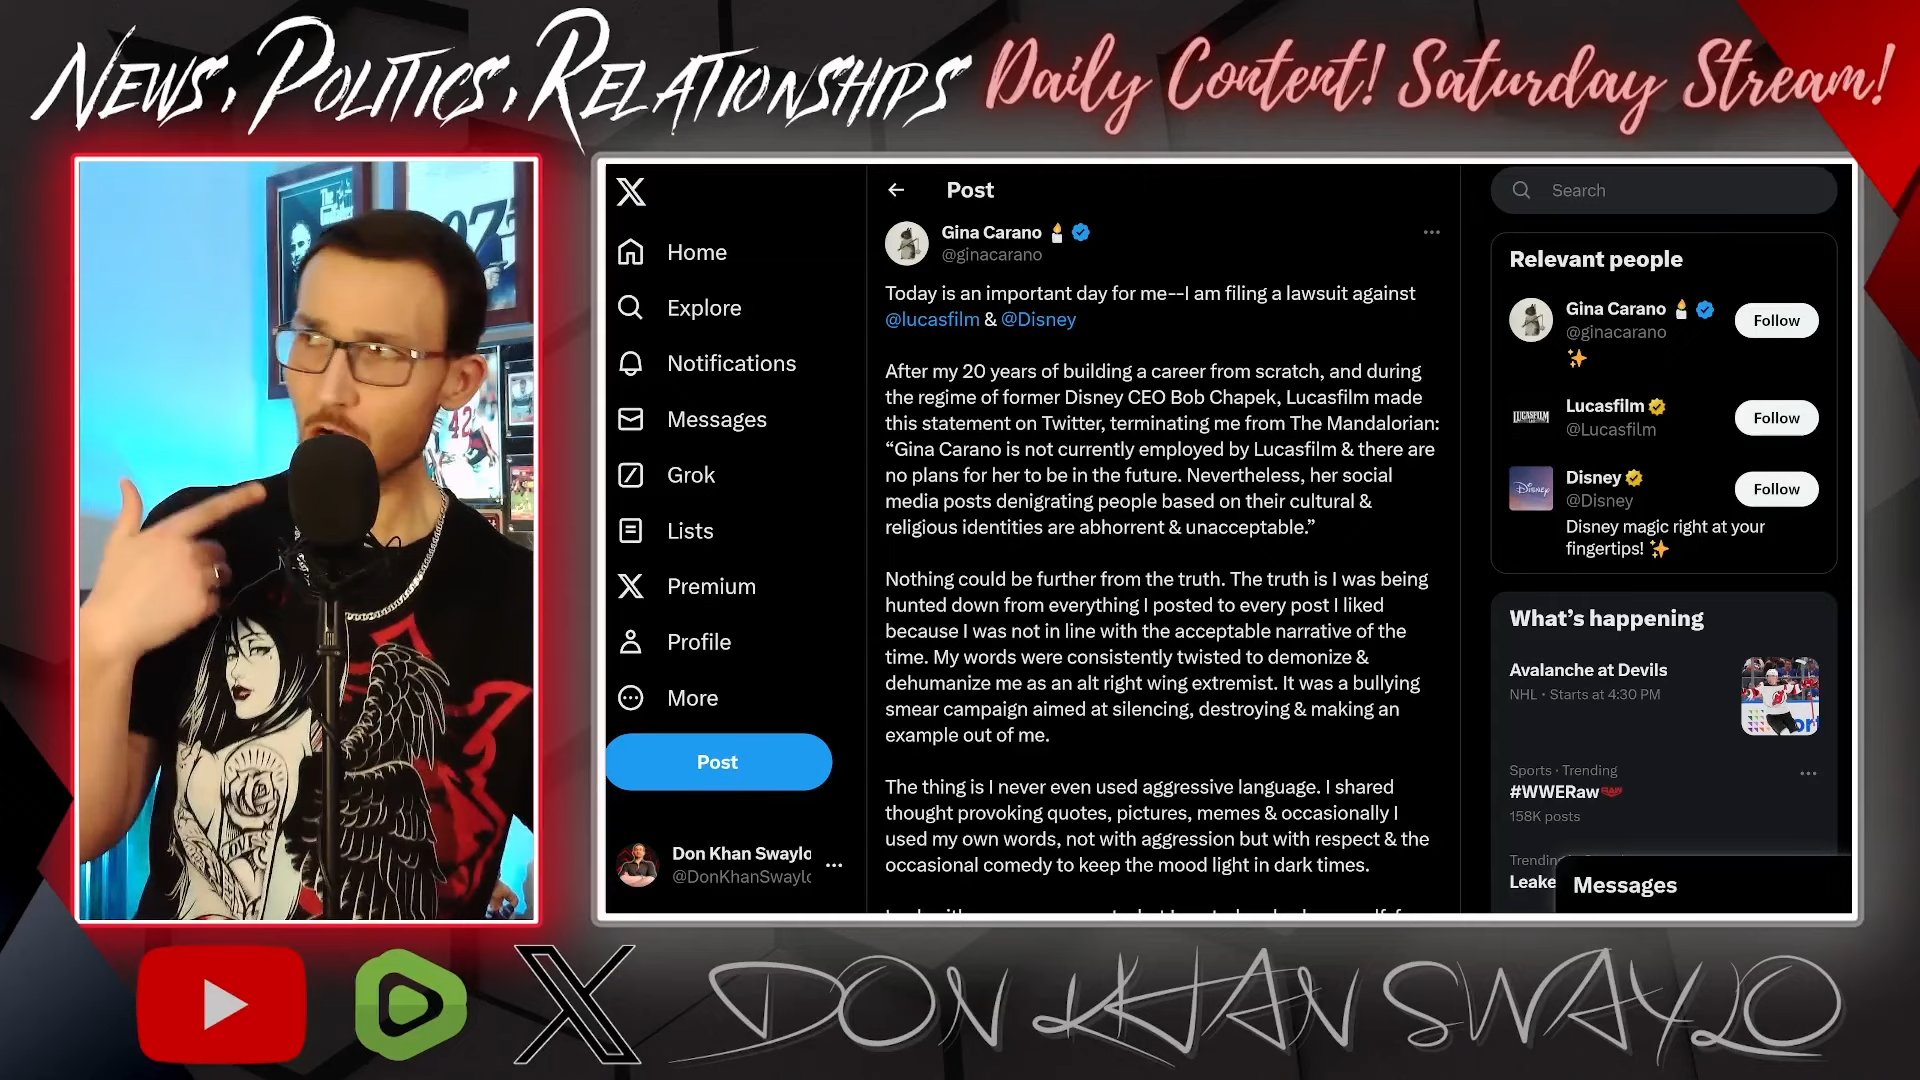 News, Politics, Relationships
Daily Content! Saturday Stream!
The
007
42
Home
Explore
Notifications
Messages
Grok
Lists
Premium
Profile
More
Post
Don Khan Swaylo
@DonKhanSwaylo
Post
Gina Carano
@ginacarano
Today is an important day for me--I am filing a lawsuit against
@lucasfilm & @Disney
After my 20 years of building a career from scratch, and during
the regime of former Disney CEO Bob Chapek, Lucasfilm made
this statement on Twitter, terminating me from The Mandalorian:
“Gina Carano is not currently employed by Lucasfilm & there are
no plans for her to be in the future. Nevertheless, her social
media posts denigrating people based on their cultural &
religious identities are abhorrent & unacceptable.”
Nothing could be further from the truth. The truth is I was being
hunted down from everything I posted to every post I liked
because I was not in line with the acceptable narrative of the
time. My words were consistently twisted to demonize &
dehumanize me as an alt right wing extremist. It was a bullying
smear campaign aimed at silencing, destroying & making an
example out of me.
The thing is I never even used aggressive language. I shared
thought provoking quotes, pictures, memes & occasionally I
used my own words, not with aggression but with respect & the
occasional comedy to keep the mood light in dark times.
Search
Relevant people
Gina Carano
@ginacarano
Follow
LUCASFILM
Lucasfilm
@Lucasfilm
Follow
Disney
Disney
@Disney
Follow
Disney magic right at your
fingertips!
What’s happening
Avalanche at Devils
NHL · Starts at 4:30 PM
Sports · Trending
#WWERaw
158K posts
Trending
Leake
Messages
DON KHAN SWAYLO